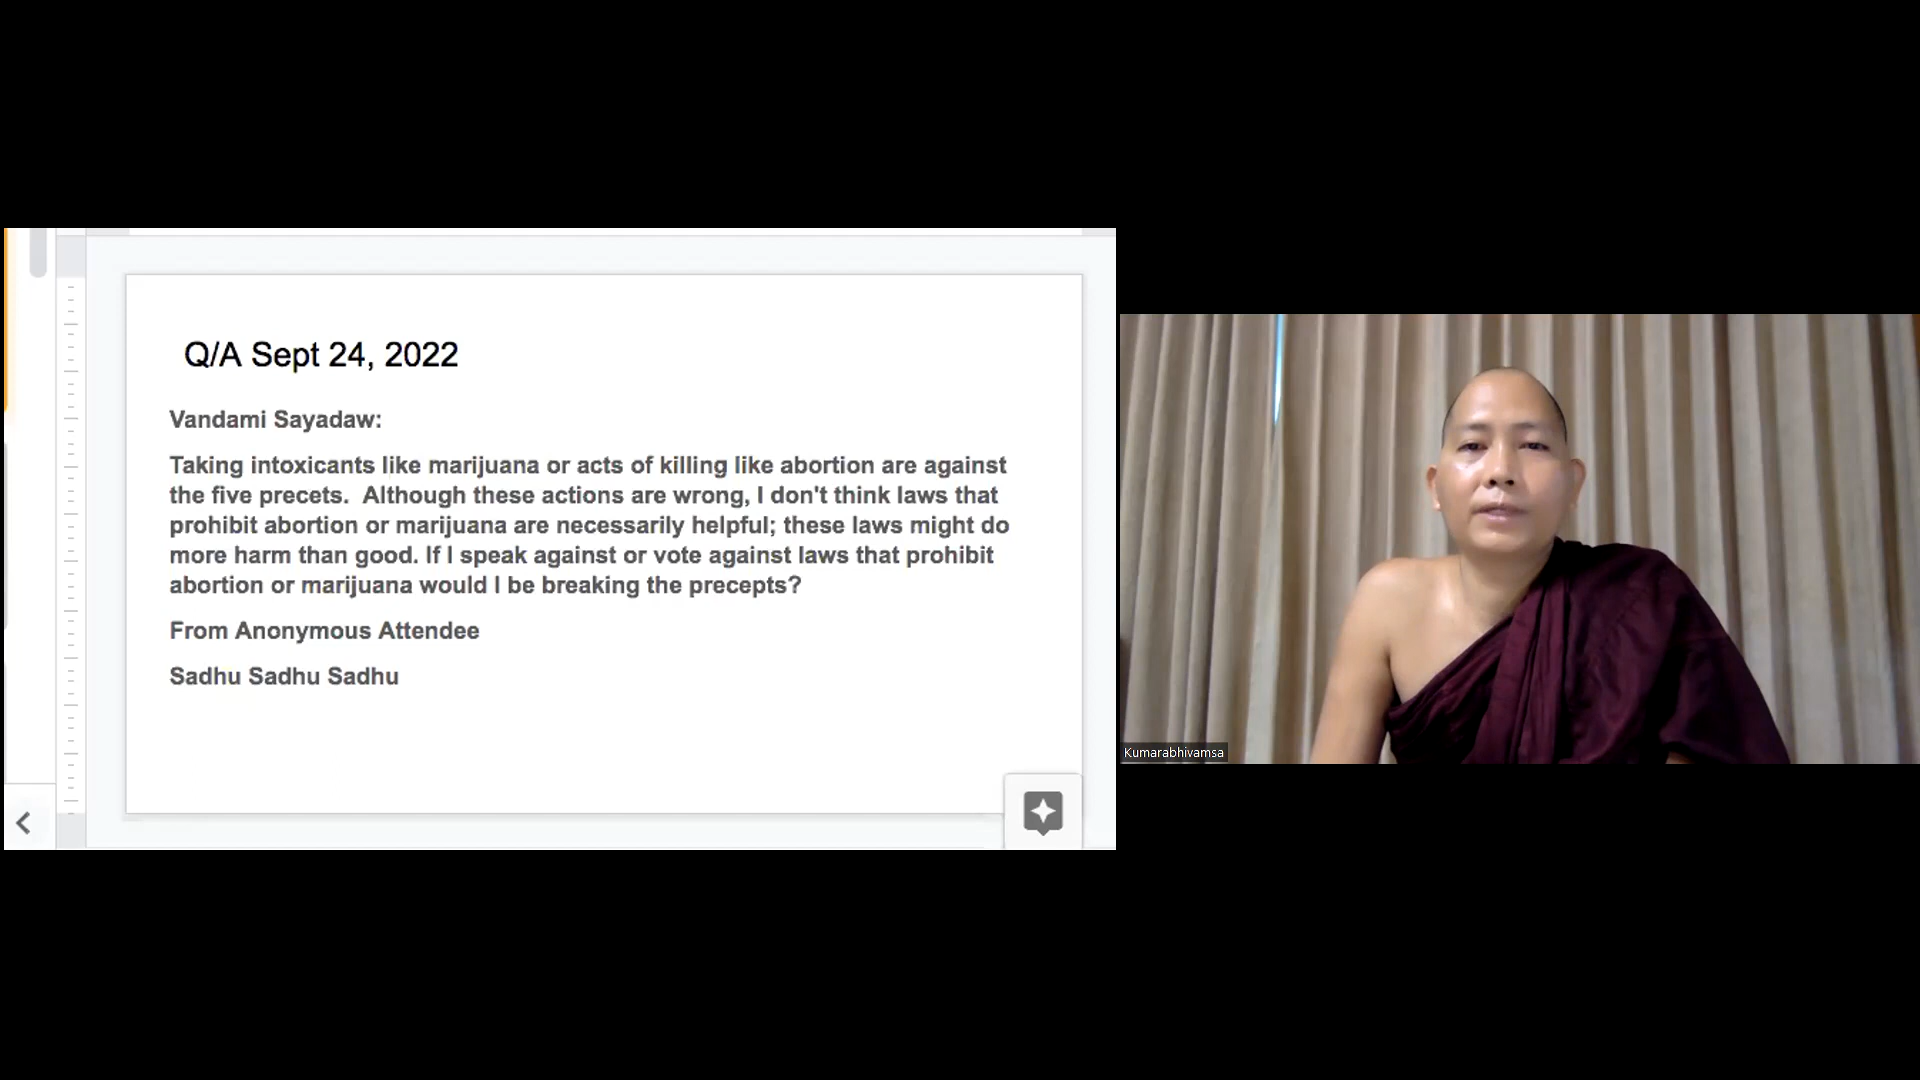 Q/A Sept 24, 2022
Vandami Sayadaw:
Taking intoxicants like marijuana or acts of killing like abortion are against
the five precets.  Although these actions are wrong, I don't think laws that
prohibit abortion or marijuana are necessarily helpful; these laws might do
more harm than good. If I speak against or vote against laws that prohibit
abortion or marijuana would I be breaking the precepts?
From Anonymous Attendee
Sadhu Sadhu Sadhu
Kumarabhivamsa